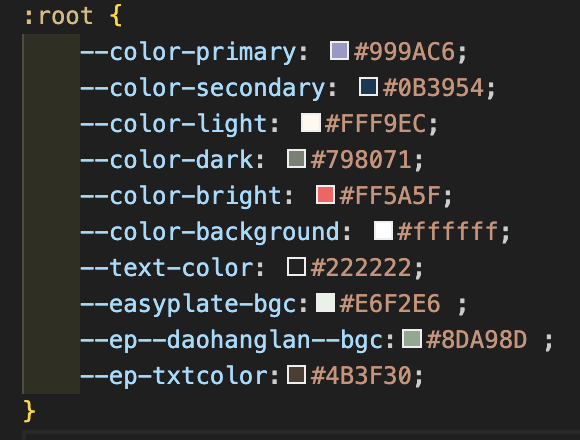 :root {
--color-primary: #999AC6;
--color-secondary: #0B3954;
--color-light: #FFF9EC;
--color-dark: #798071;
--color-bright: #FF5A5F;
--color-background: #ffffff;
--text-color: #222222;
--easyplate-bgc: #E6F2E6 ;
--ep--daohanglan--bgc: #8DA98D ;
--ep-txtcolor: #4B3F30;
}